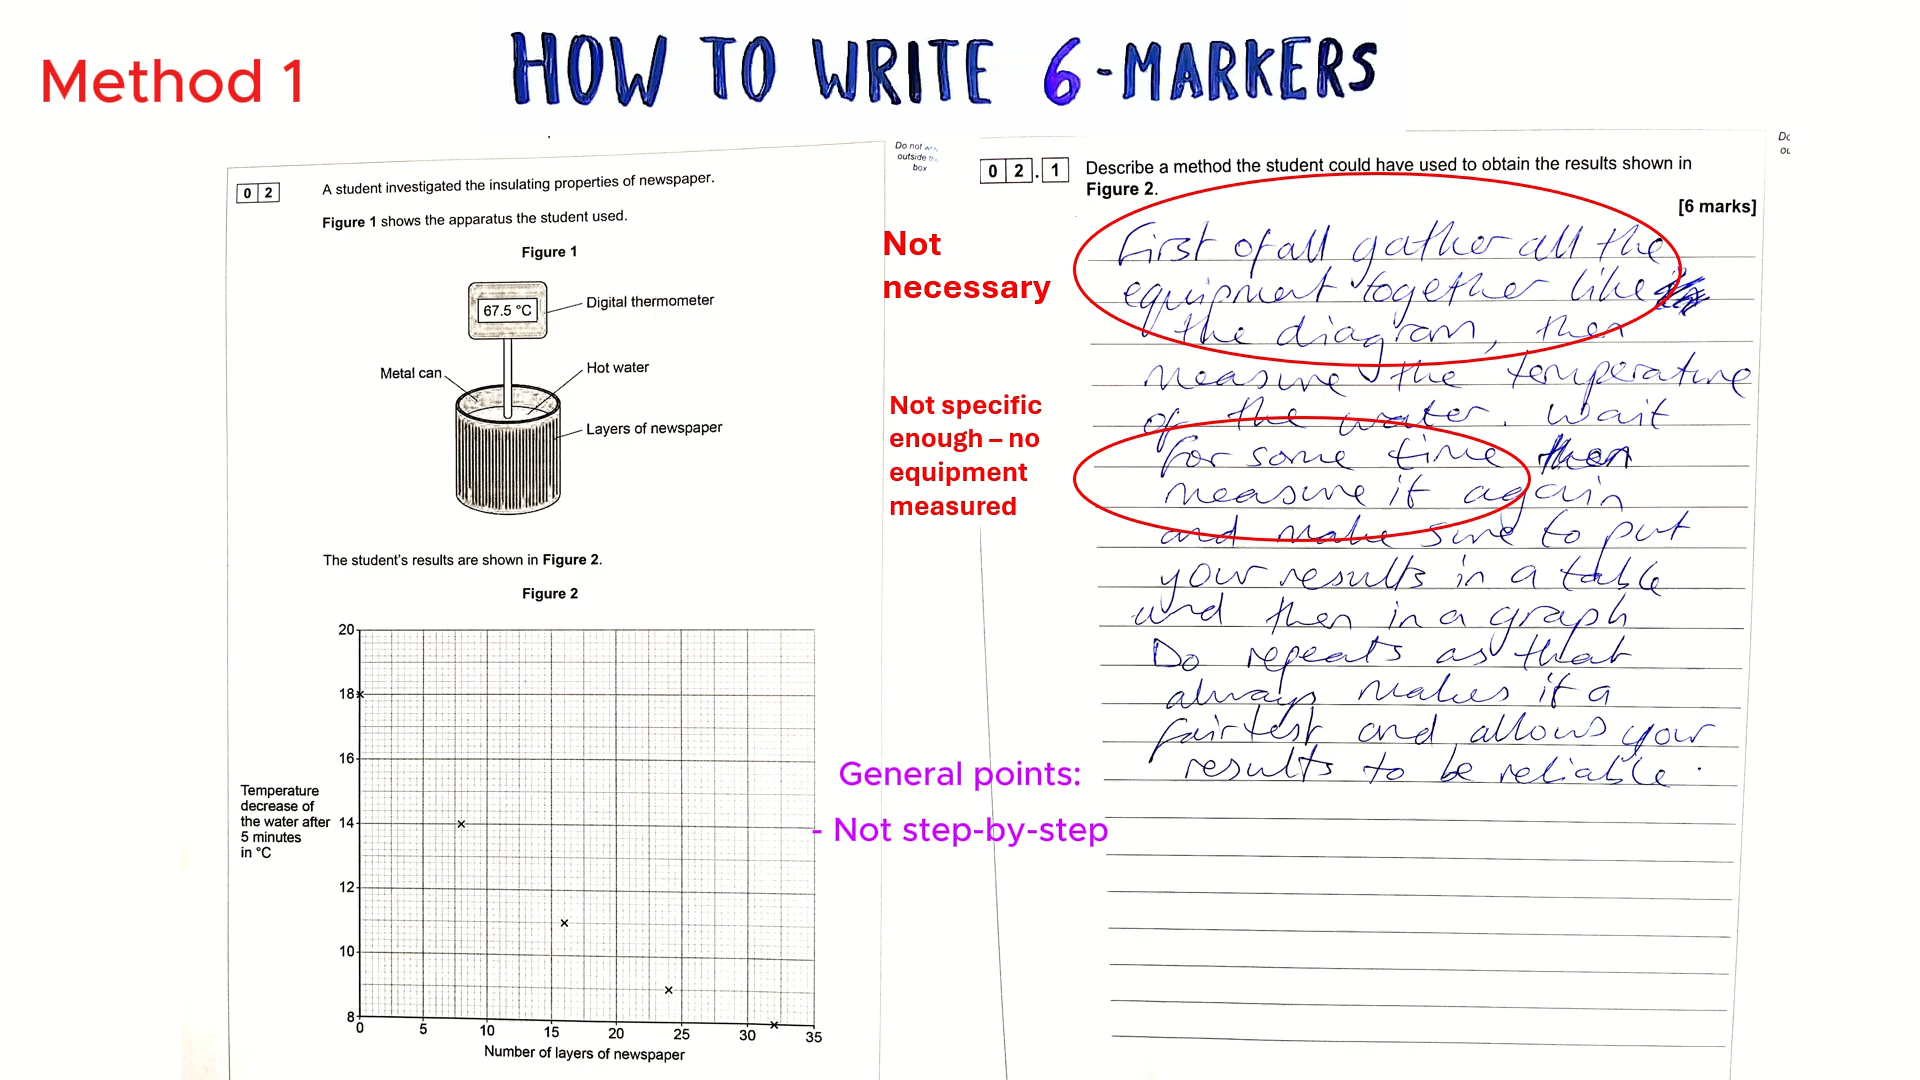 Method 1
HOW TO WRITE 6-MARKERS
0 2
A student investigated the insulating properties of newspaper.
Figure 1 shows the apparatus the student used.
Figure 1
67.5 °C
Digital thermometer
Metal can
Hot water
Layers of newspaper
The student's results are shown in Figure 2.
Figure 2
20
18
16
14
12
10
8
Temperature
decrease of
the water after
5 minutes
in °C
0 5 10 15 20 25 30 35
Number of layers of newspaper
Do not
outside
box
0 2 . 1
Describe a method the student could have used to obtain the results shown in
Figure 2.
[6 marks]
First of all gather all the
equipment together like
the diagram, then
measure the temperature
of the water. Wait
for some time then
measure it again
and make sure to put
your results in a table
and then in a graph
Do repeats as that
always makes it a
fair test and allows your
results to be reliable.
Not
necessary
Not specific
enough – no
equipment
measured
General points:
- Not step-by-step